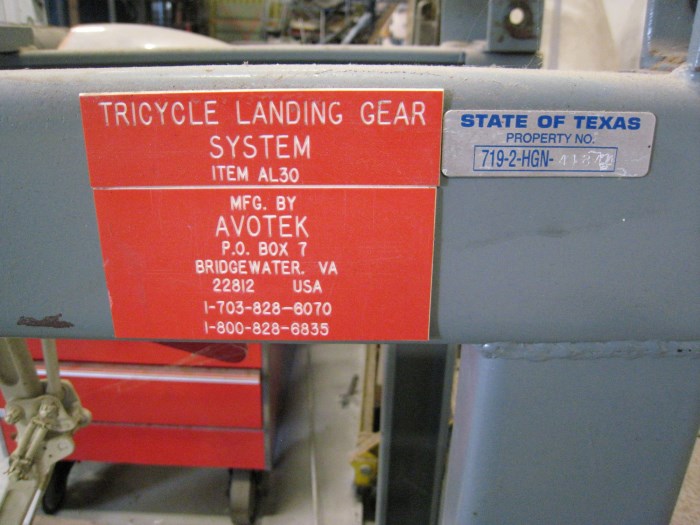 TRICYCLE LANDING GEAR
SYSTEM
ITEM AL30
MFG. BY
AVOTEK
P.O. BOX 7
BRIDGEWATER, VA
22812 USA
1-703-828-6070
1-800-828-6835
STATE OF TEXAS
PROPERTY NO.
719-2-HGN-